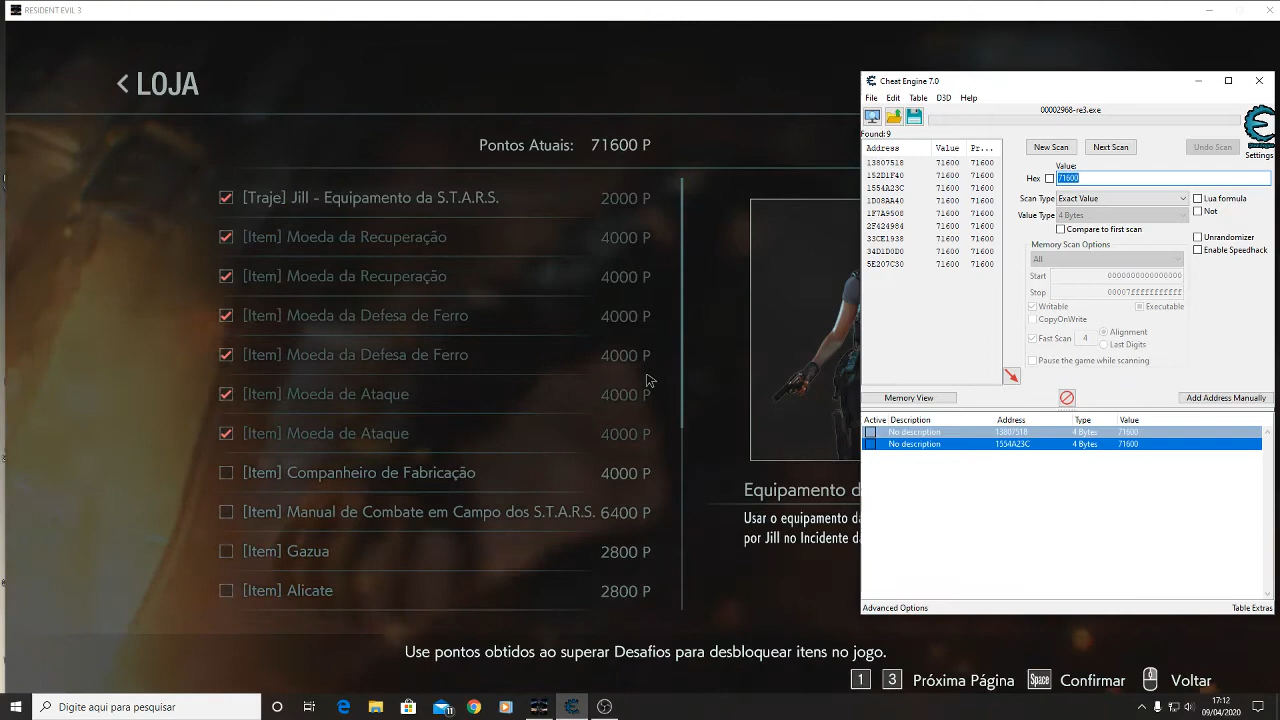 RESIDENT EVIL 3
< LOJA
Pontos Atuais: 71600 P
[Traje] Jill - Equipamento da S.T.A.R.S. 2000 P
[Item] Moeda da Recuperação 4000 P
[Item] Moeda da Recuperação 4000 P
[Item] Moeda da Defesa de Ferro 4000 P
[Item] Moeda da Defesa de Ferro 4000 P
[Item] Moeda de Ataque 4000 P
[Item] Moeda de Ataque 4000 P
[Item] Companheiro de Fabricação 4000 P
[Item] Manual de Combate em Campo dos S.T.A.R.S. 6400 P
[Item] Gazua 2800 P
[Item] Alicate 2800 P
Equipamento d
Usar o equipamento da
por Jill no Incidente da
Use pontos obtidos ao superar Desafios para desbloquear itens no jogo.
1 3 Próxima Página Space Confirmar Voltar
Cheat Engine 7.0
File Edit Table D3D Help
00002968-re3.exe
Found: 9
Address Value Pr...
13807518 71600 71600
152D1F40 71600 71600
1554A23C 71600 71600
1D08AA40 71600 71600
1F7A9508 71600 71600
2F424984 71600 71600
33CE1938 71600 71600
34D1D0D0 71600 71600
5E207C30 71600 71600
New Scan Next Scan Undo Scan
Settings
Value:
Hex 71600
Scan Type Exact Value
Lua formula
Value Type 4 Bytes
Not
Compare to first scan
Unrandomizer
Memory Scan Options
Enable Speedhack
All
Start 0000000000000000
Stop 00007fffffffffff
Writable Executable
CopyOnWrite
Fast Scan 4 Alignment
Last Digits
Pause the game while scanning
Memory View Add Address Manually
Active Description Address Type Value
No description 13807518 4 Bytes 71600
No description 1554A23C 4 Bytes 71600
Advanced Options Table Extras
Digite aqui para pesquisar
11
17:12
09/04/2020